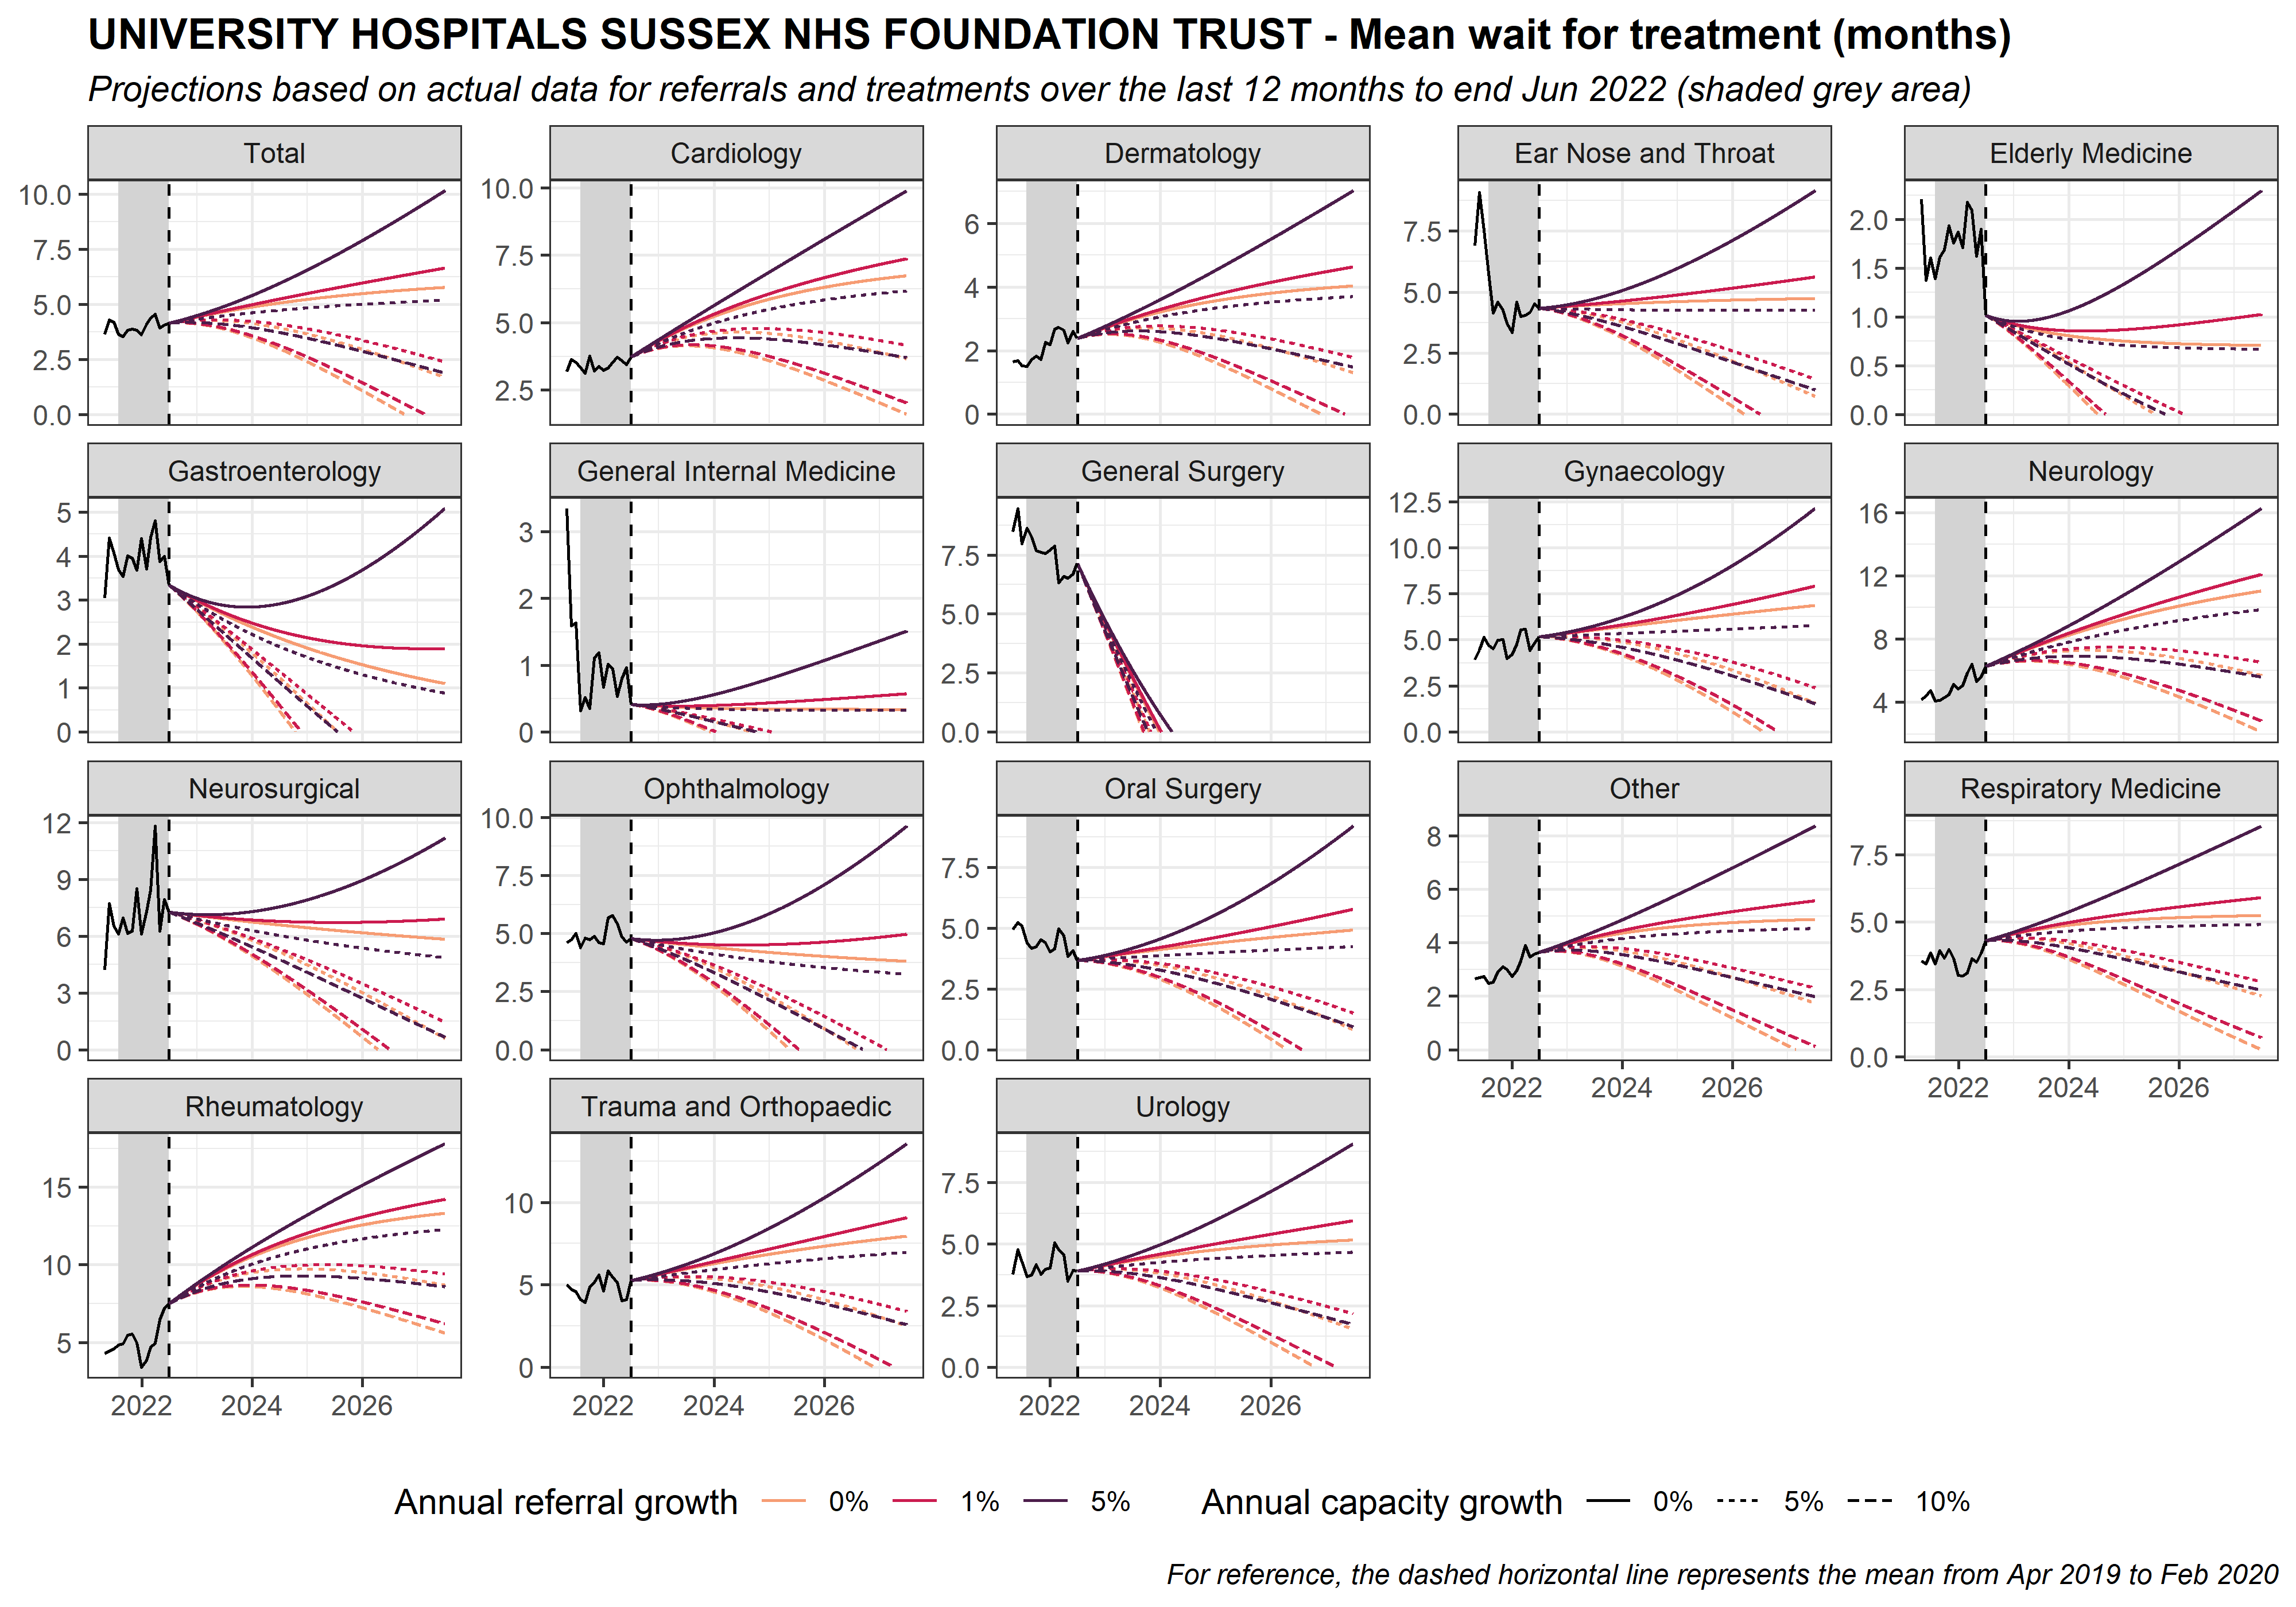 UNIVERSITY HOSPITALS SUSSEX NHS FOUNDATION TRUST - Mean wait for treatment (months)
Projections based on actual data for referrals and treatments over the last 12 months to end Jun 2022 (shaded grey area)
Total
10.0
7.5
5.0
2.5
0.0
Cardiology
10.0
7.5
5.0
2.5
Dermatology
6
4
2
0
Ear Nose and Throat
7.5
5.0
2.5
0.0
Elderly Medicine
2.0
1.5
1.0
0.5
0.0
Gastroenterology
5
4
3
2
1
0
General Internal Medicine
3
2
1
0
General Surgery
7.5
5.0
2.5
0.0
Gynaecology
12.5
10.0
7.5
5.0
2.5
0.0
Neurology
16
12
8
4
Neurosurgical
12
9
6
3
0
Ophthalmology
10.0
7.5
5.0
2.5
0.0
Oral Surgery
7.5
5.0
2.5
0.0
Other
8
6
4
2
0
2022 2024 2026
Respiratory Medicine
7.5
5.0
2.5
0.0
2022 2024 2026
Rheumatology
15
10
5
2022 2024 2026
Trauma and Orthopaedic
10
5
0
2022 2024 2026
Urology
7.5
5.0
2.5
0.0
2022 2024 2026
Annual referral growth 0% 1% 5% Annual capacity growth 0% 5% 10%
For reference, the dashed horizontal line represents the mean from Apr 2019 to Feb 2020